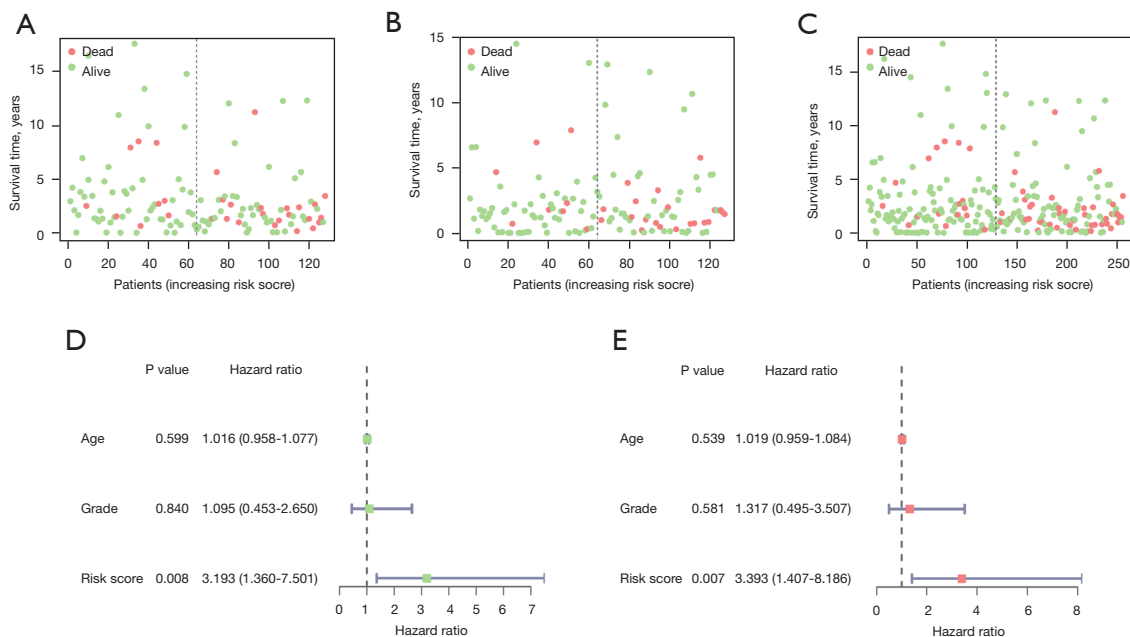 A
Dead
Alive
Survival time, years
15
10
5
0
0 20 40 60 80 100 120
Patients (increasing risk socre)
B
Dead
Alive
Survival time, years
15
10
5
0
0 20 40 60 80 100 120
Patients (increasing risk socre)
C
Dead
Alive
Survival time, years
15
10
5
0
0 50 100 150 200 250
Patients (increasing risk socre)
D
P value Hazard ratio
Age 0.599 1.016 (0.958-1.077)
Grade 0.840 1.095 (0.453-2.650)
Risk score 0.008 3.193 (1.360-7.501)
0 1 2 3 4 5 6 7
Hazard ratio
E
P value Hazard ratio
Age 0.539 1.019 (0.959-1.084)
Grade 0.581 1.317 (0.495-3.507)
Risk score 0.007 3.393 (1.407-8.186)
0 2 4 6 8
Hazard ratio